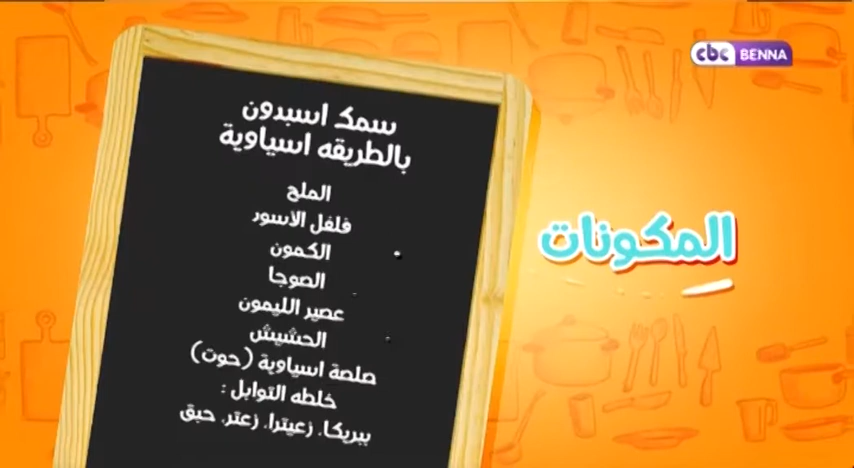 cbc BENNA
سمك اسبدون
بالطريقه اسياوية
الملح
فلفل الاسود
الكمون
الصوجا
عصير الليمون
الحشيش
صلصة اسياوية (حوت)
خلطه التوابل :
ببريكا. زعيترا. زعتر. حبق
المكونات